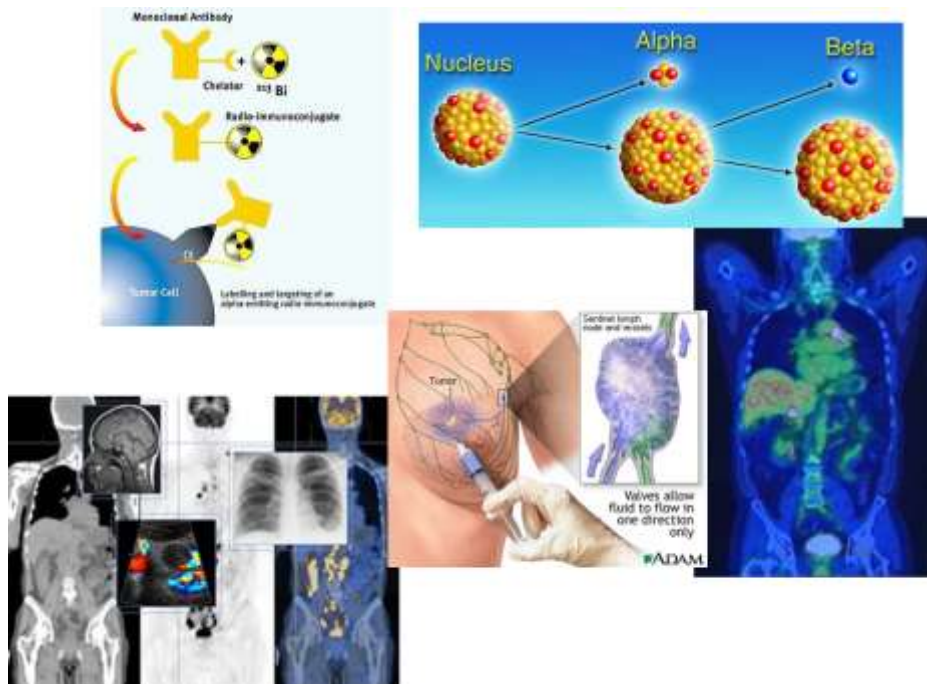 Monoclonal Antibody
+
213 Bi
Chelator
Radio-immunoconjugate
Tumor Cell
Labelling and targeting of an
alpha emitting radio-immunoconjugate
Nucleus
Alpha
Beta
Sentinel lymph
node and vessels
Tumor
Valves allow
fluid to flow in
one direction
only
ADAM